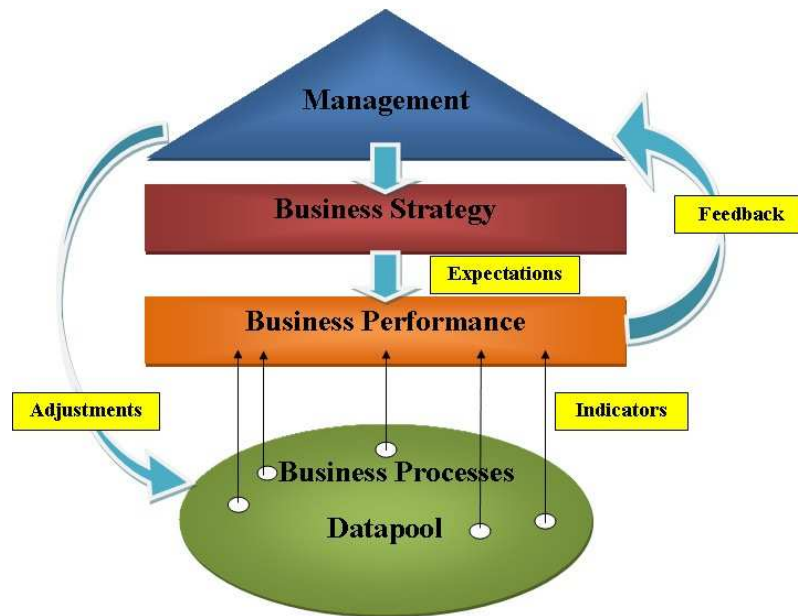 Management
Business Strategy
Feedback
Expectations
Business Performance
Adjustments
Indicators
Business Processes
Datapool